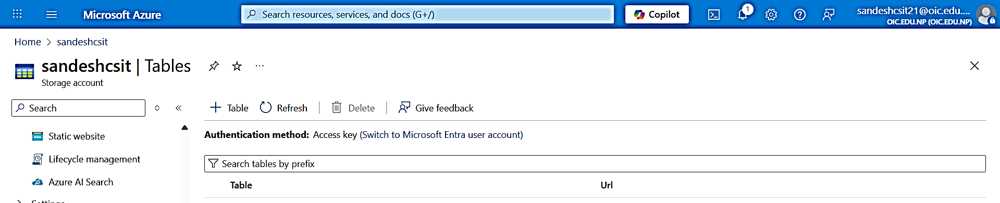 Microsoft Azure
Search resources, services, and docs (G+/)
Copilot
1
sandeshcsit21@oic.edu....
OIC.EDU.NP (OIC.EDU.NP)
Home > sandeshcsit
sandeshcsit | Tables
Storage account
Search
Table
Refresh
Delete
Give feedback
Static website
Lifecycle management
Azure AI Search
Settings
Authentication method: Access key (Switch to Microsoft Entra user account)
Search tables by prefix
Table Url